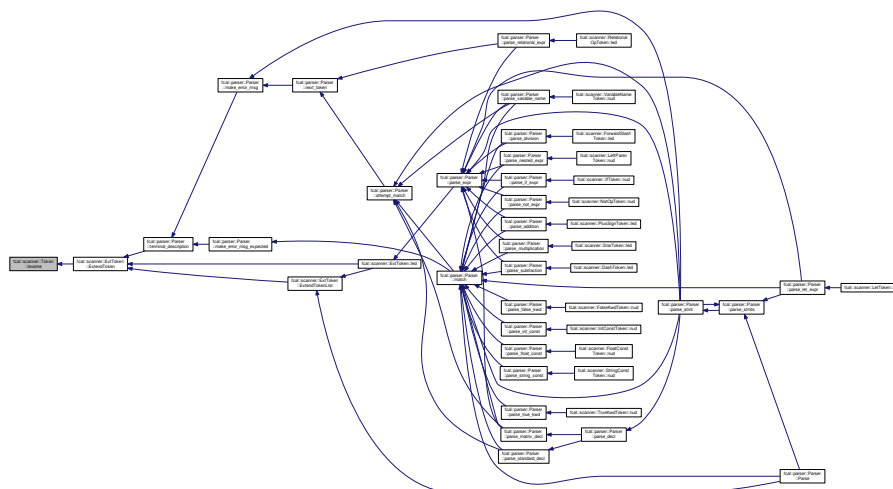 fcal::parser::Parser
::parse_relational_expr
fcal::scanner::Relational
OpToken::led
fcal::parser::Parser
::make_error_msg
fcal::parser::Parser
::next_token
fcal::parser::Parser
::parse_variable_name
fcal::scanner::VariableName
Token::nud
fcal::parser::Parser
::parse_division
fcal::scanner::ForwardSlash
Token::led
fcal::parser::Parser
::parse_nested_expr
fcal::scanner::LeftParen
Token::nud
fcal::parser::Parser
::parse_expr
fcal::parser::Parser
::parse_if_expr
fcal::scanner::IfToken::nud
fcal::parser::Parser
::attempt_match
fcal::parser::Parser
::parse_not_expr
fcal::scanner::NotOpToken::nud
fcal::parser::Parser
::parse_addition
fcal::scanner::PlusSignToken::led
fcal::parser::Parser
::terminal_description
fcal::parser::Parser
::make_error_msg_expected
fcal::parser::Parser
::parse_multiplication
fcal::scanner::StarToken::led
fcal::scanner::Token
fcal::scanner::ExtToken
::ExtendToken
fcal::scanner::ExtToken::led
fcal::parser::Parser
::parse_subtraction
fcal::scanner::DashToken::led
fcal::scanner::ExtToken
::ExtendTokenList
fcal::parser::Parser
::match
fcal::parser::Parser
::parse_let_expr
fcal::scanner::LetToken::
fcal::parser::Parser
::parse_false_kwd
fcal::scanner::FalseKwdToken::nud
fcal::parser::Parser
::parse_stmt
fcal::parser::Parser
::parse_stmts
fcal::parser::Parser
::parse_int_const
fcal::scanner::IntConstToken::nud
fcal::parser::Parser
::parse_float_const
fcal::scanner::FloatConst
Token::nud
fcal::parser::Parser
::parse_string_const
fcal::scanner::StringConst
Token::nud
fcal::parser::Parser
::parse_true_kwd
fcal::scanner::TrueKwdToken::nud
fcal::parser::Parser
::parse_matrix_decl
fcal::parser::Parser
::parse_decl
fcal::parser::Parser
::parse_standard_decl
fcal::parser::Parser
::Parse